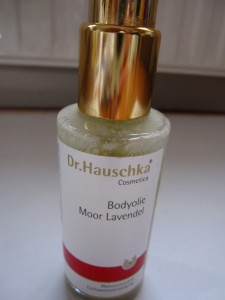 Dr.Hauschka®
Cosmetics
Bodyolie
Moor Lavendel